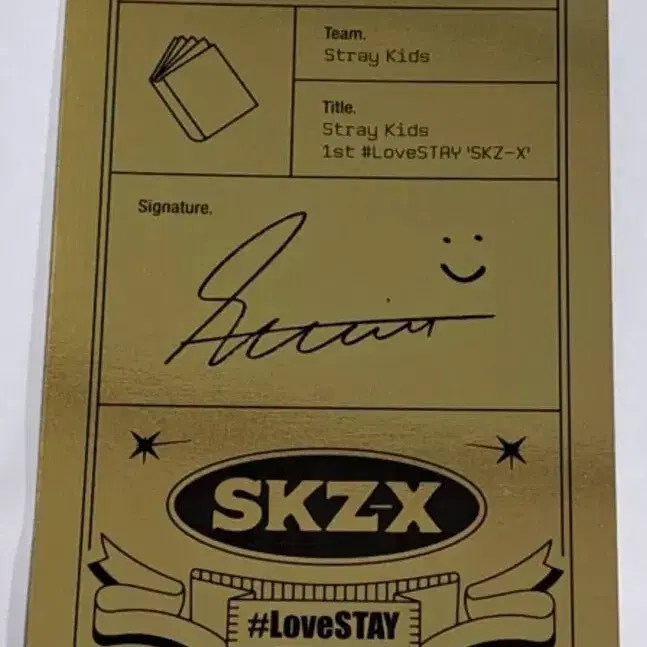 Team.
Stray Kids
Title.
Stray Kids
1st #LoveSTAY 'SKZ-X'
Signature.
SKZ-X
#LoveSTAY